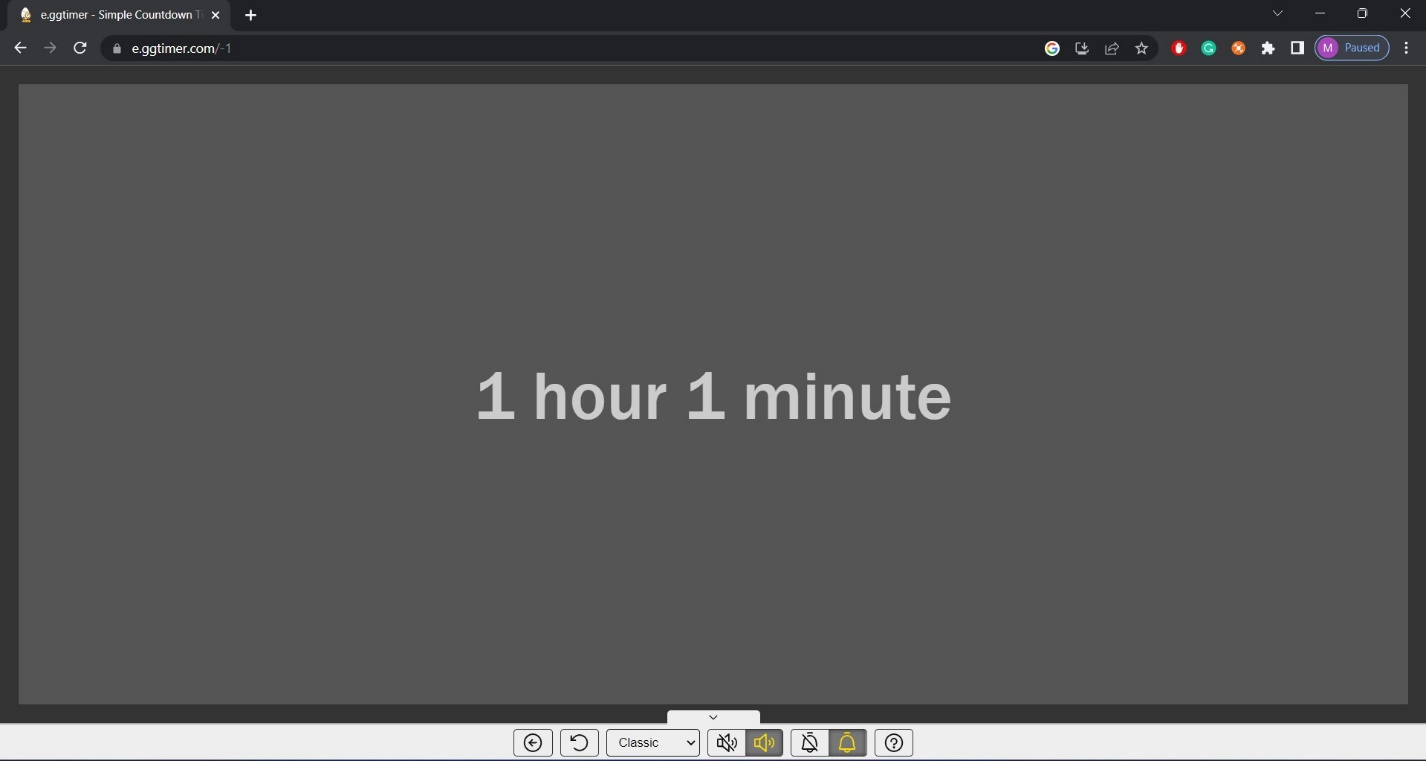 e.ggtimer - Simple Countdown
e.ggtimer.com/-1
M Paused
1 hour 1 minute
Classic